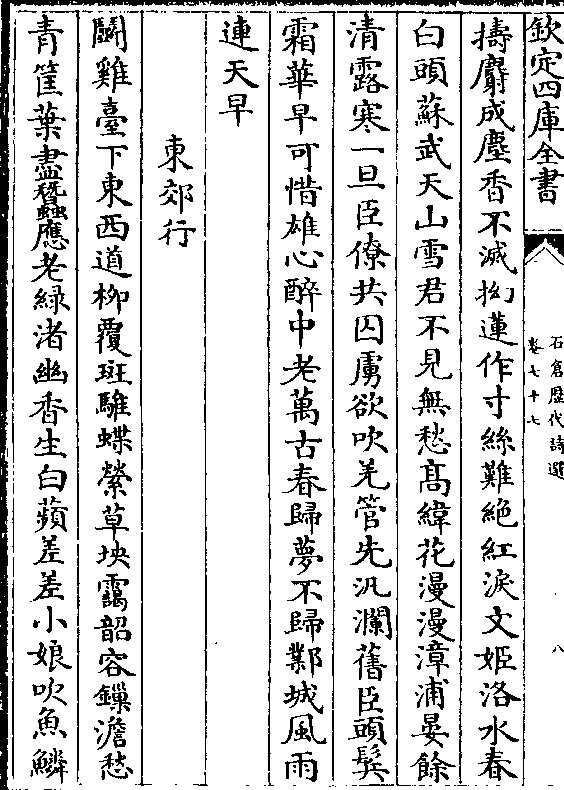 欽定四庫全書
石倉歷代詩選
卷七十七
八
擣麝成塵香不滅拗蓮作寸絲難絶紅淚文姬洛水春
白頭蘇武天山雪君不見無愁髙緯花漫漫漳浦晏餘
清露寒一旦臣僚共囚虜欲吹羌管先汎瀾舊臣頭鬂
霜華早可惜雄心醉中老萬古春歸夢不歸鄴城風雨
連天早
東郊行
鬭雞臺下東西道柳覆斑騅蝶縈草坱靄韶容鏁澹愁
青筐葉盡蠶應老緑渚幽香生白蘋差差小娘吹魚鱗